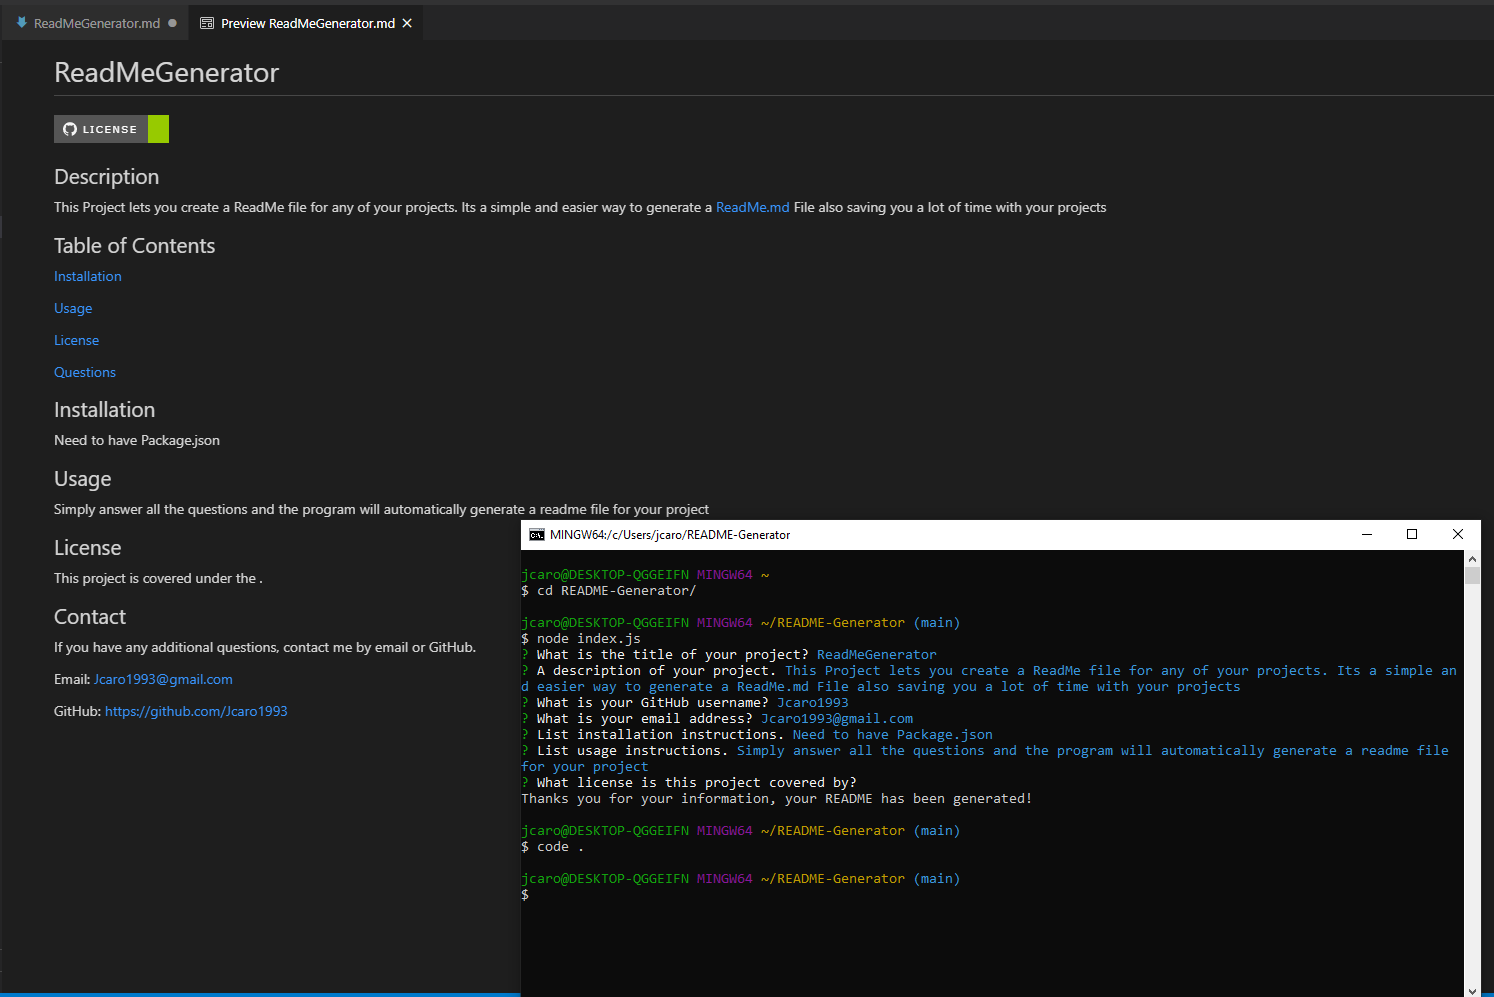 ReadMeGenerator.md
Preview ReadMeGenerator.md
ReadMeGenerator
LICENSE
Description
This Project lets you create a ReadMe file for any of your projects. Its a simple and easier way to generate a ReadMe.md File also saving you a lot of time with your projects
Table of Contents
Installation
Usage
License
Questions
Installation
Need to have Package.json
Usage
Simply answer all the questions and the program will automatically generate a readme file for your project
License
This project is covered under the .
Contact
If you have any additional questions, contact me by email or GitHub.
Email: Jcaro1993@gmail.com
GitHub: https://github.com/Jcaro1993
MINGW64:/c/Users/jcaro/README-Generator
jcaro@DESKTOP-QGGEIFN MINGW64 ~
$ cd README-Generator/
jcaro@DESKTOP-QGGEIFN MINGW64 ~/README-Generator (main)
$ node index.js
? What is the title of your project? ReadMeGenerator
? A description of your project. This Project lets you create a ReadMe file for any of your projects. Its a simple an
d easier way to generate a ReadMe.md File also saving you a lot of time with your projects
? What is your GitHub username? Jcaro1993
? What is your email address? Jcaro1993@gmail.com
? List installation instructions. Need to have Package.json
? List usage instructions. Simply answer all the questions and the program will automatically generate a readme file
for your project
? What license is this project covered by?
Thanks you for your information, your README has been generated!
jcaro@DESKTOP-QGGEIFN MINGW64 ~/README-Generator (main)
$ code .
jcaro@DESKTOP-QGGEIFN MINGW64 ~/README-Generator (main)
$